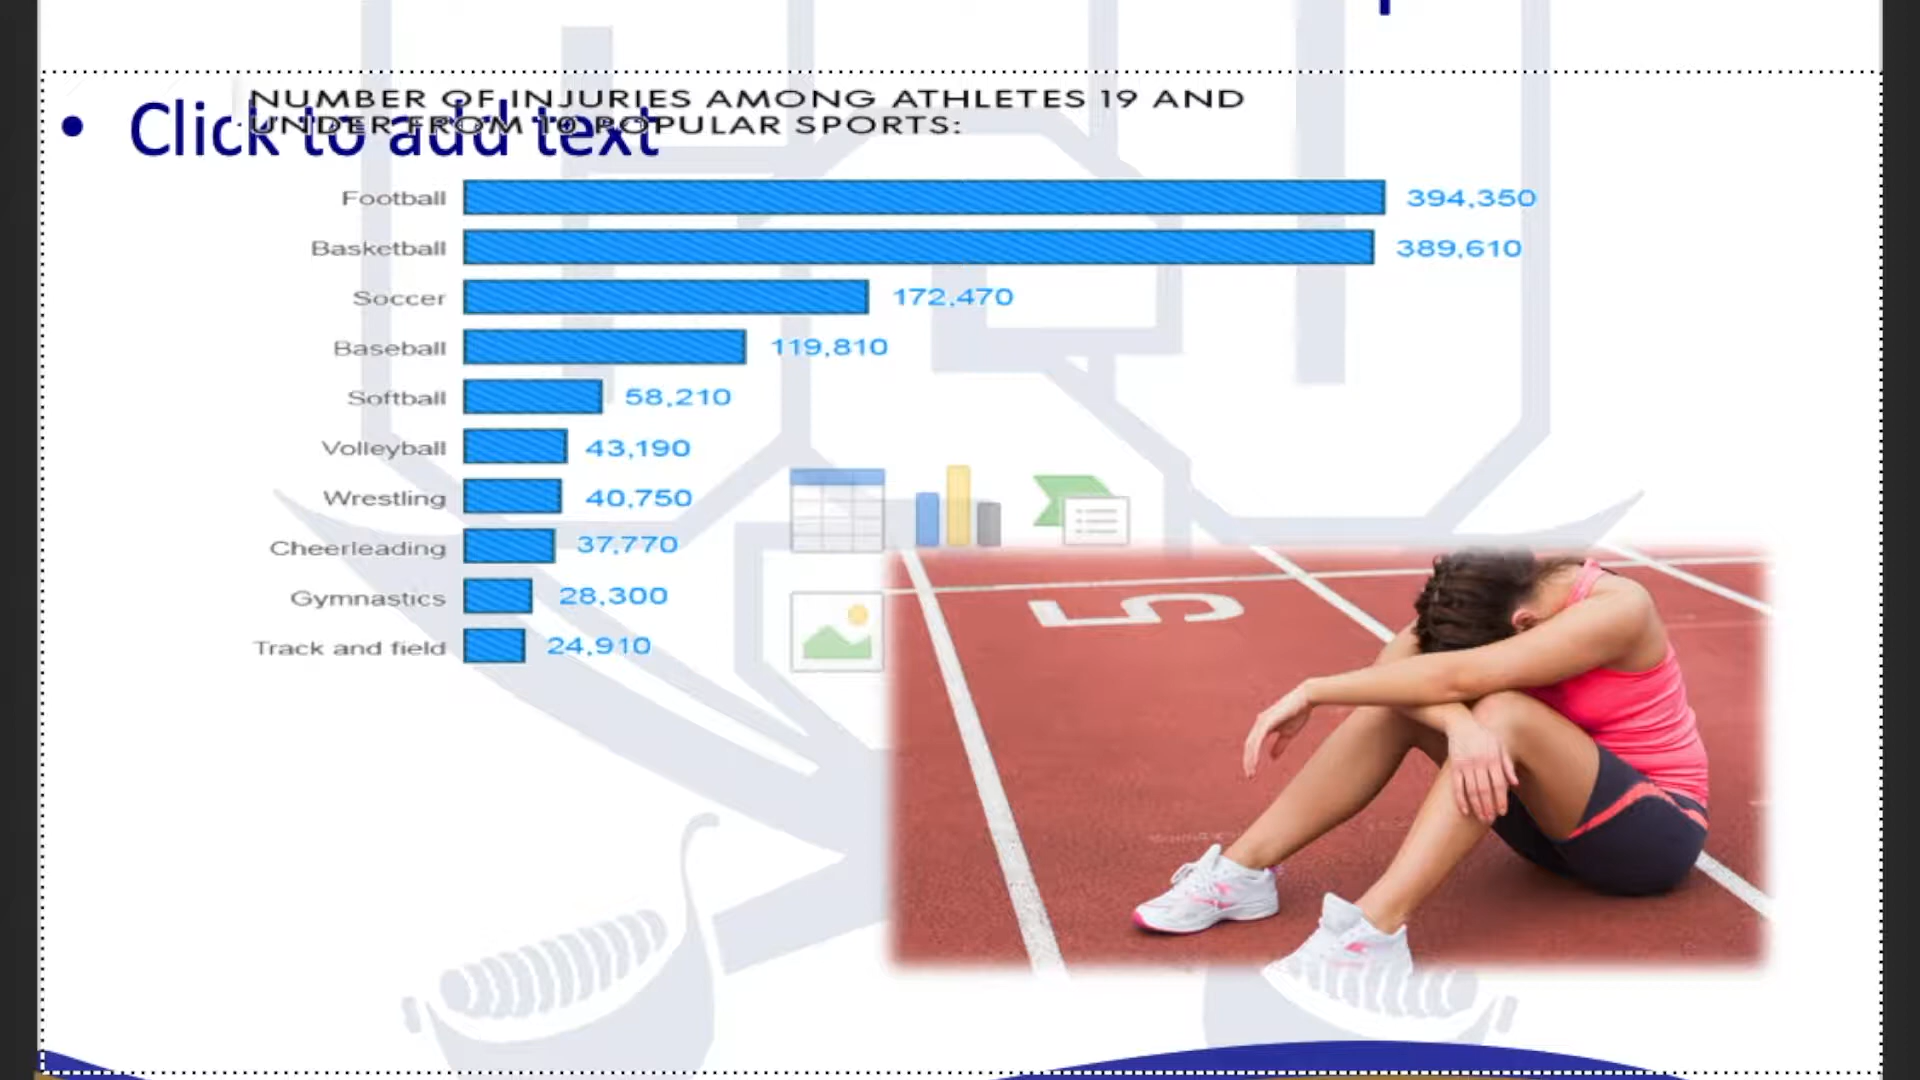 NUMBER OF INJURIES AMONG ATHLETES 19 AND
UNDER FROM 10 POPULAR SPORTS:
• Click to add text
Football 394,350
Basketball 389,610
Soccer 172,470
Baseball 119,810
Softball 58,210
Volleyball 43,190
Wrestling 40,750
Cheerleading 37,770
Gymnastics 28,300
Track and field 24,910
5